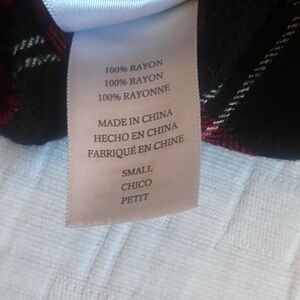 100% RAYON
100% RAYON
100% RAYONNE
MADE IN CHINA
HECHO EN CHINA
FABRIQUÉ EN CHINE
SMALL
CHICO
PETIT